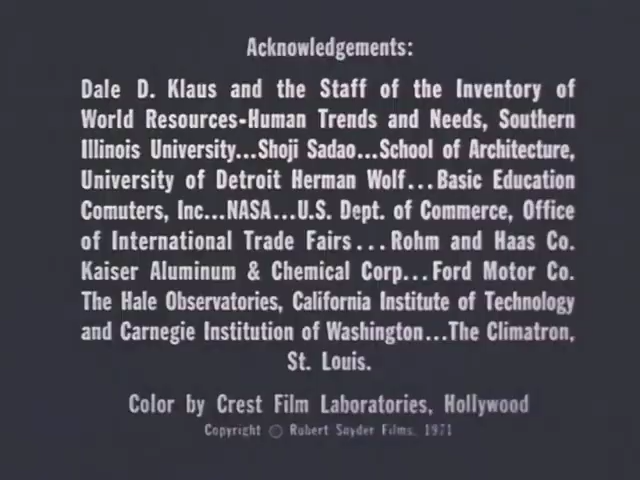 Acknowledgements:
Dale D. Klaus and the Staff of the Inventory of
World Resources-Human Trends and Needs, Southern
Illinois University...Shoji Sadao...School of Architecture,
University of Detroit Herman Wolf...Basic Education
Comuters, Inc...NASA...U.S. Dept. of Commerce, Office
of International Trade Fairs...Rohm and Haas Co.
Kaiser Aluminum & Chemical Corp...Ford Motor Co.
The Hale Observatories, California Institute of Technology
and Carnegie Institution of Washington...The Climatron,
St. Louis.
Color by Crest Film Laboratories, Hollywood
Copyright © Robert Snyder Films, 1971